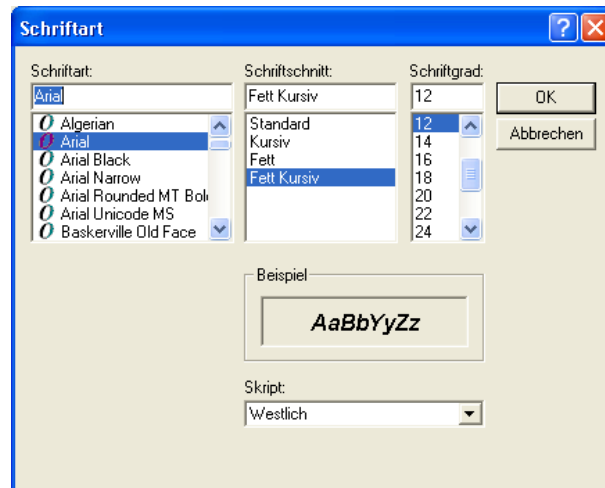 Schriftart
Schriftart:
Arial
Algerian
Arial
Arial Black
Arial Narrow
Arial Rounded MT Bol
Arial Unicode MS
Baskerville Old Face
Schriftschnitt:
Fett Kursiv
Standard
Kursiv
Fett
Fett Kursiv
Schriftgrad:
12
12
14
16
18
20
22
24
OK
Abbrechen
Beispiel
AaBbYyZz
Skript:
Westlich